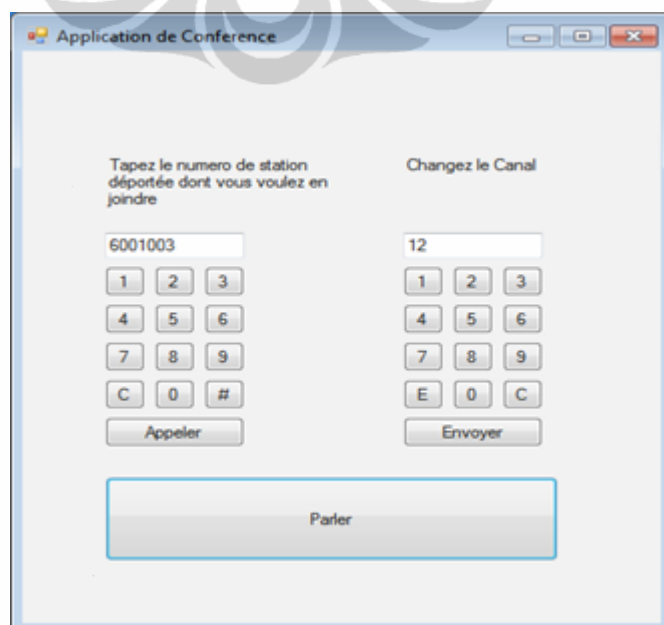 Application de Conference
Tapez le numero de station
déportée dont vous voulez en
joindre
6001003
1 2 3
4 5 6
7 8 9
C 0 #
Appeler
Changez le Canal
12
1 2 3
4 5 6
7 8 9
E 0 C
Envoyer
Parler